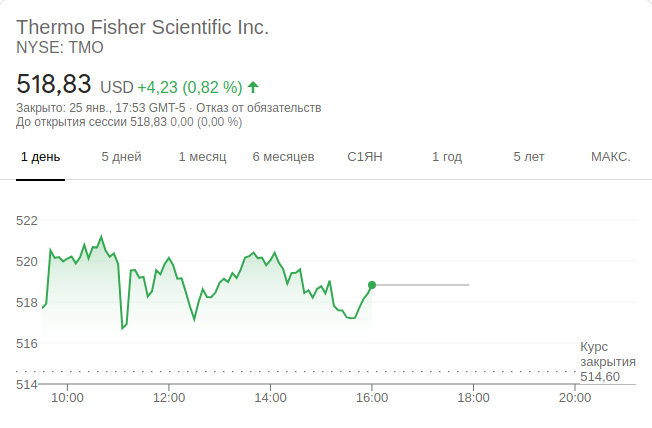 Thermo Fisher Scientific Inc.
NYSE: TMO
518,83 USD +4,23 (0,82 %)
Закрыто: 25 янв., 17:53 GMT-5 · Отказ от обязательств
До открытия сессии 518,83 0,00 (0,00 %)
1 день 5 дней 1 месяц 6 месяцев С1ЯН 1 год 5 лет МАКС.
522
520
518
516
Курс
закрытия
514,60
514
10:00 12:00 14:00 16:00 18:00 20:00